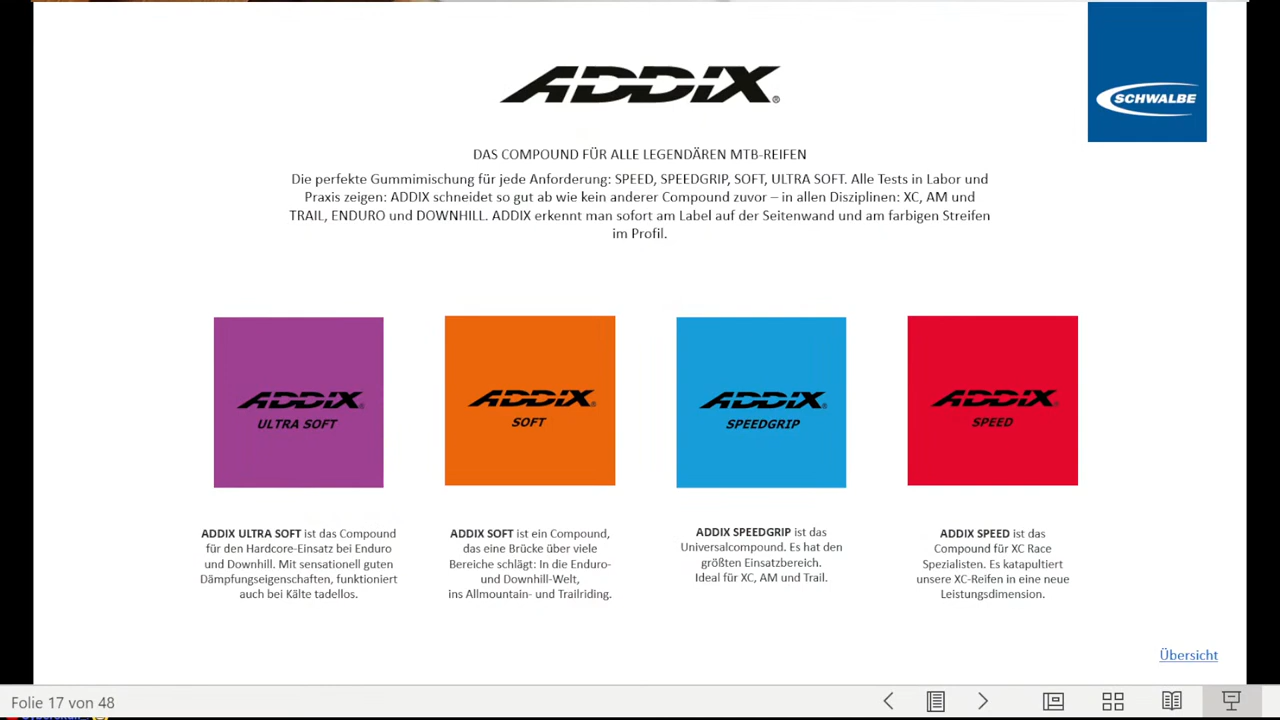 ADDIX®
SCHWALBE
DAS COMPOUND FÜR ALLE LEGENDÄREN MTB-REIFEN
Die perfekte Gummimischung für jede Anforderung: SPEED, SPEEDGRIP, SOFT, ULTRA SOFT. Alle Tests in Labor und
Praxis zeigen: ADDIX schneidet so gut ab wie kein anderer Compound zuvor – in allen Disziplinen: XC, AM und
TRAIL, ENDURO und DOWNHILL. ADDIX erkennt man sofort am Label auf der Seitenwand und am farbigen Streifen
im Profil.
ADDIX®
ULTRA SOFT
ADDIX®
SOFT
ADDIX®
SPEEDGRIP
ADDIX®
SPEED
ADDIX ULTRA SOFT ist das Compound
für den Hardcore-Einsatz bei Enduro
und Downhill. Mit sensationell guten
Dämpfungseigenschaften, funktioniert
auch bei Kälte tadellos.
ADDIX SOFT ist ein Compound,
das eine Brücke über viele
Bereiche schlägt: In die Enduro-
und Downhill-Welt,
ins Allmountain- und Trailriding.
ADDIX SPEEDGRIP ist das
Universalcompound. Es hat den
größten Einsatzbereich.
Ideal für XC, AM und Trail.
ADDIX SPEED ist das
Compound für XC Race
Spezialisten. Es katapultiert
unsere XC-Reifen in eine neue
Leistungsdimension.
Übersicht
Folie 17 von 48